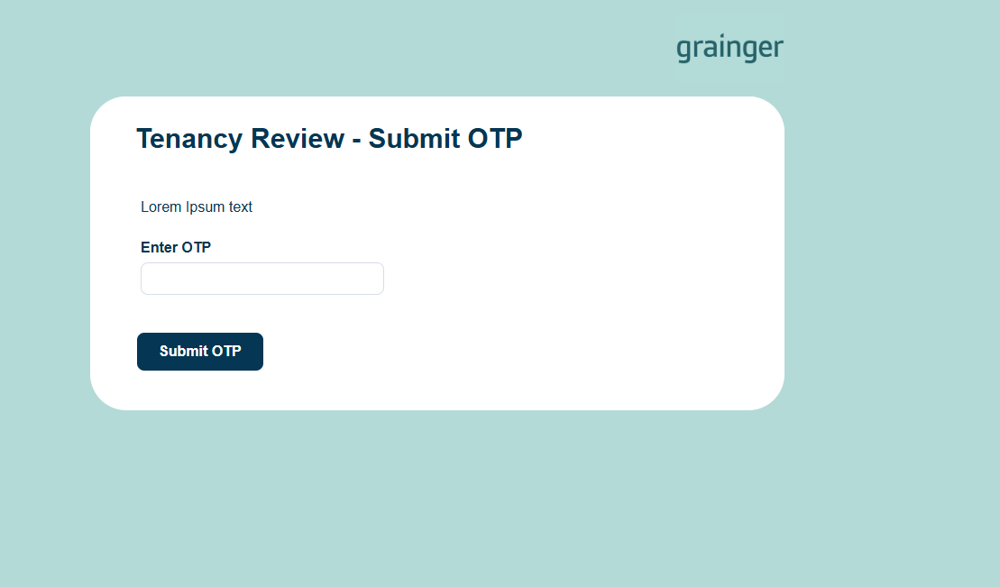 grainger
Tenancy Review - Submit OTP
Lorem Ipsum text
Enter OTP
Submit OTP